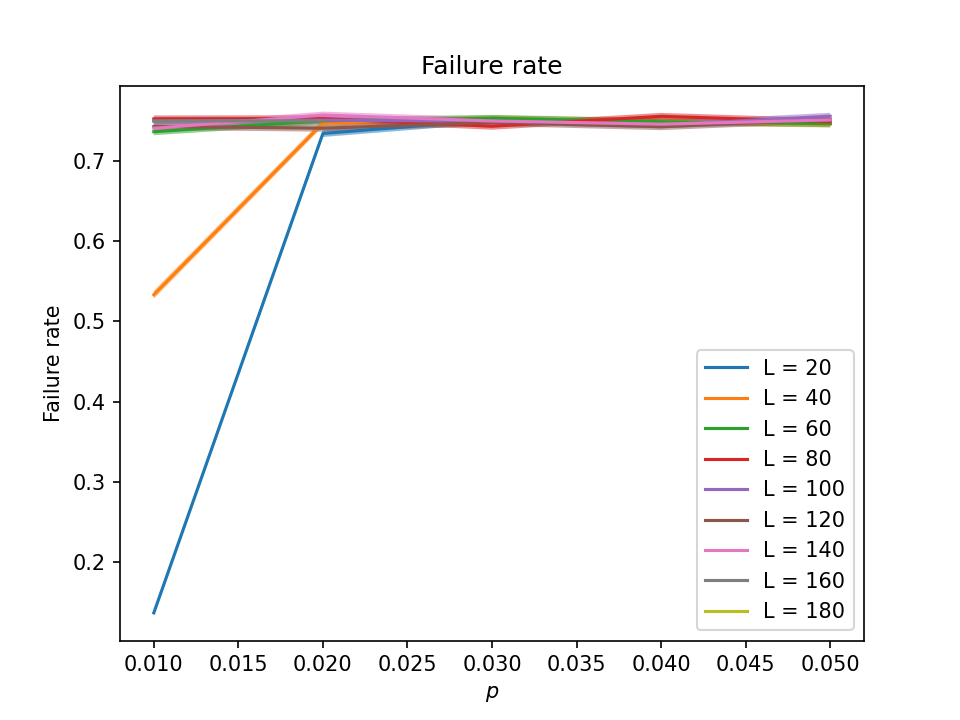 Failure rate
Failure rate
0.7
0.6
0.5
0.4
0.3
0.2
0.010 0.015 0.020 0.025 0.030 0.035 0.040 0.045 0.050
p
L = 20
L = 40
L = 60
L = 80
L = 100
L = 120
L = 140
L = 160
L = 180